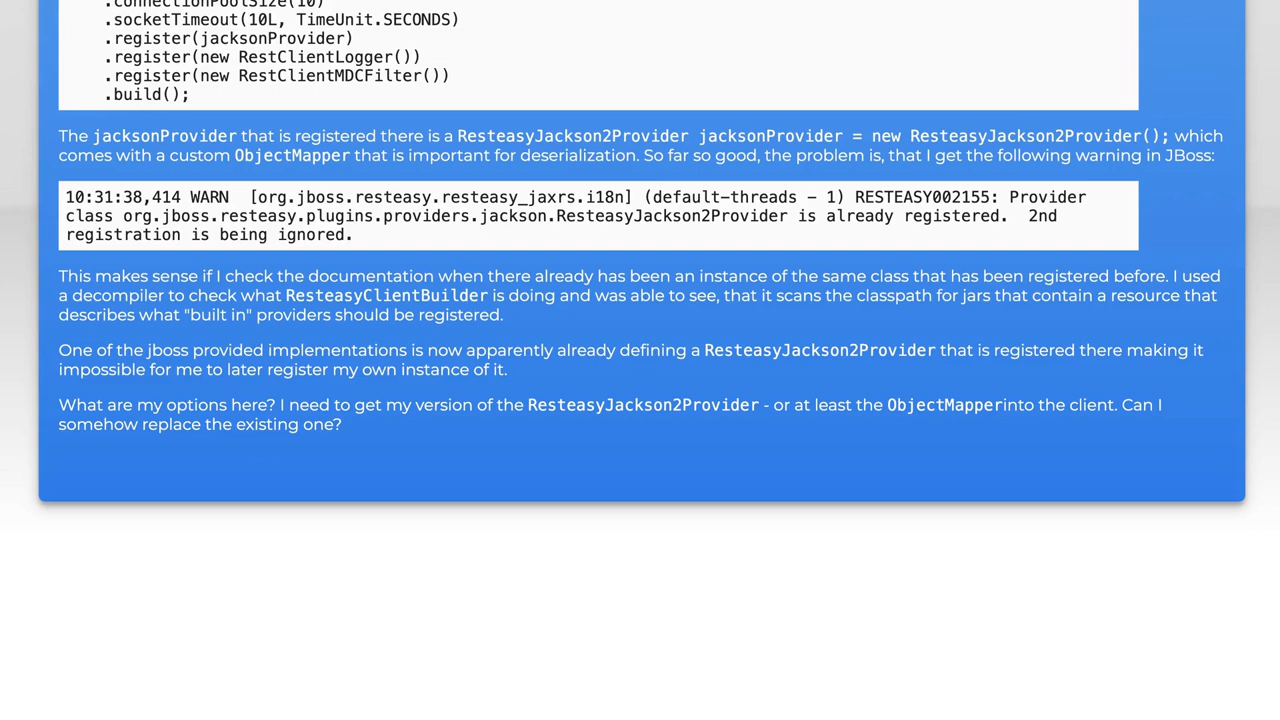 .connectionPoolSize(10)
.socketTimeout(10L, TimeUnit.SECONDS)
.register(jacksonProvider)
.register(new RestClientLogger())
.register(new RestClientMDCFilter())
.build();
The jacksonProvider that is registered there is a ResteasyJackson2Provider jacksonProvider = new ResteasyJackson2Provider(); which
comes with a custom ObjectMapper that is important for deserialization. So far so good, the problem is, that I get the following warning in JBoss:
10:31:38,414 WARN  [org.jboss.resteasy.resteasy_jaxrs.i18n] (default-threads - 1) RESTEASY002155: Provider
class org.jboss.resteasy.plugins.providers.jackson.ResteasyJackson2Provider is already registered.  2nd
registration is being ignored.
This makes sense if I check the documentation when there already has been an instance of the same class that has been registered before. I used
a decompiler to check what ResteasyClientBuilder is doing and was able to see, that it scans the classpath for jars that contain a resource that
describes what "built in" providers should be registered.
One of the jboss provided implementations is now apparently already defining a ResteasyJackson2Provider that is registered there making it
impossible for me to later register my own instance of it.
What are my options here? I need to get my version of the ResteasyJackson2Provider - or at least the ObjectMapperinto the client. Can I
somehow replace the existing one?